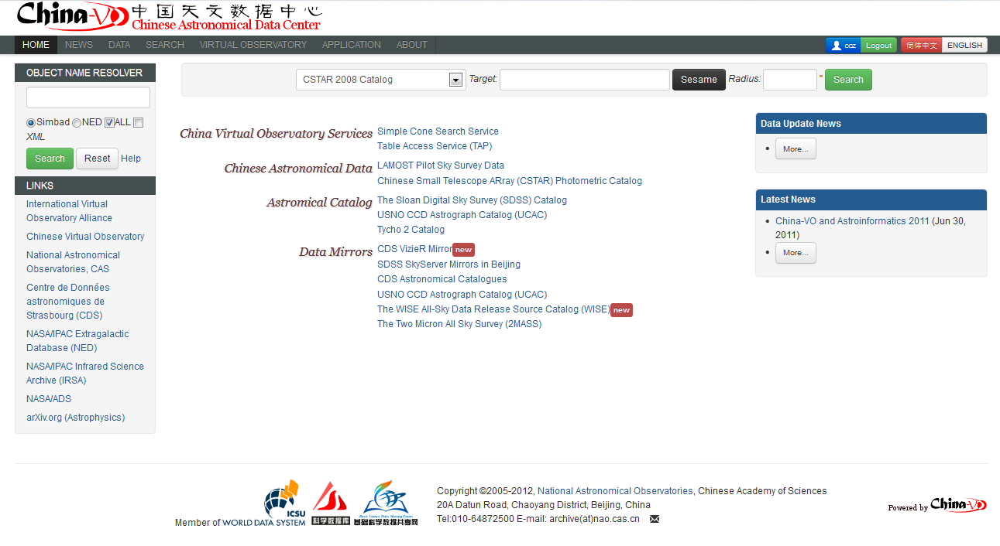 China-VO 中国天文数据中心
Chinese Astronomical Data Center
HOME NEWS DATA SEARCH VIRTUAL OBSERVATORY APPLICATION ABOUT ccz Logout 简体中文 ENGLISH
OBJECT NAME RESOLVER
Simbad NED ALL
XML
Search Reset Help
LINKS
International Virtual
Observatory Alliance
Chinese Virtual Observatory
National Astronomical
Observatories, CAS
Centre de Données
astronomiques de
Strasbourg (CDS)
NASA/IPAC Extragalactic
Database (NED)
NASA/IPAC Infrared Science
Archive (IRSA)
NASA/ADS
arXiv.org (Astrophysics)
CSTAR 2008 Catalog Target: Sesame Radius: " Search
China Virtual Observatory Services Simple Cone Search Service
Table Access Service (TAP)
Chinese Astronomical Data LAMOST Pilot Sky Survey Data
Chinese Small Telescope ARray (CSTAR) Photometric Catalog
Astromical Catalog The Sloan Digital Sky Survey (SDSS) Catalog
USNO CCD Astrograph Catalog (UCAC)
Tycho 2 Catalog
Data Mirrors CDS VizieR Mirror new
SDSS SkyServer Mirrors in Beijing
CDS Astronomical Catalogues
USNO CCD Astrograph Catalog (UCAC)
The WISE All-Sky Data Release Source Catalog (WISE) new
The Two Micron All Sky Survey (2MASS)
Data Update News
More...
Latest News
China-VO and Astroinformatics 2011 (Jun 30,
2011)
More...
Member of ICSU WORLD DATA SYSTEM
科学数据库
Basic Science Data Sharing Center
基础科学数据共享网
Copyright ©2005-2012, National Astronomical Observatories, Chinese Academy of Sciences
20A Datun Road, Chaoyang District, Beijing, China
Tel:010-64872500 E-mail: archive(at)nao.cas.cn
Powered by China-VO